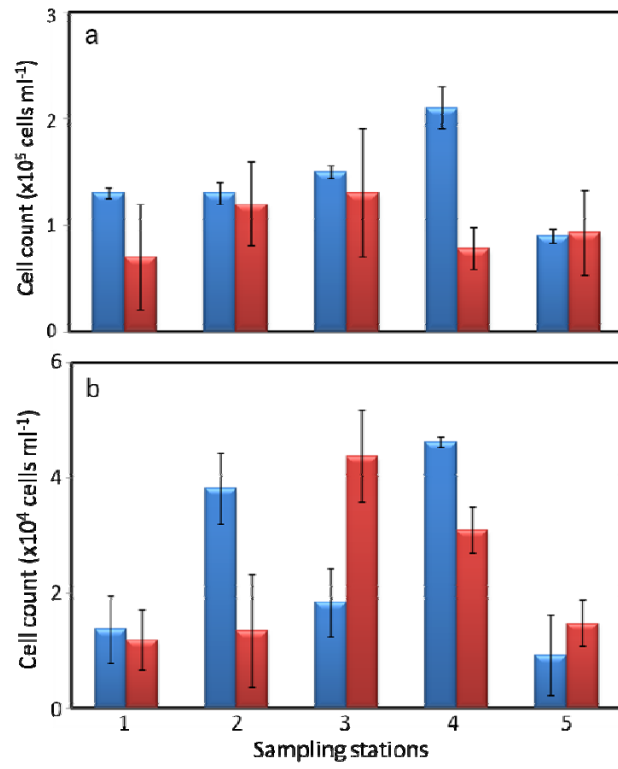 a
3
2
1
0
Cell count (x10⁵ cells ml⁻¹)
b
6
4
2
0
Cell count (x10⁴ cells ml⁻¹)
1 2 3 4 5
Sampling stations